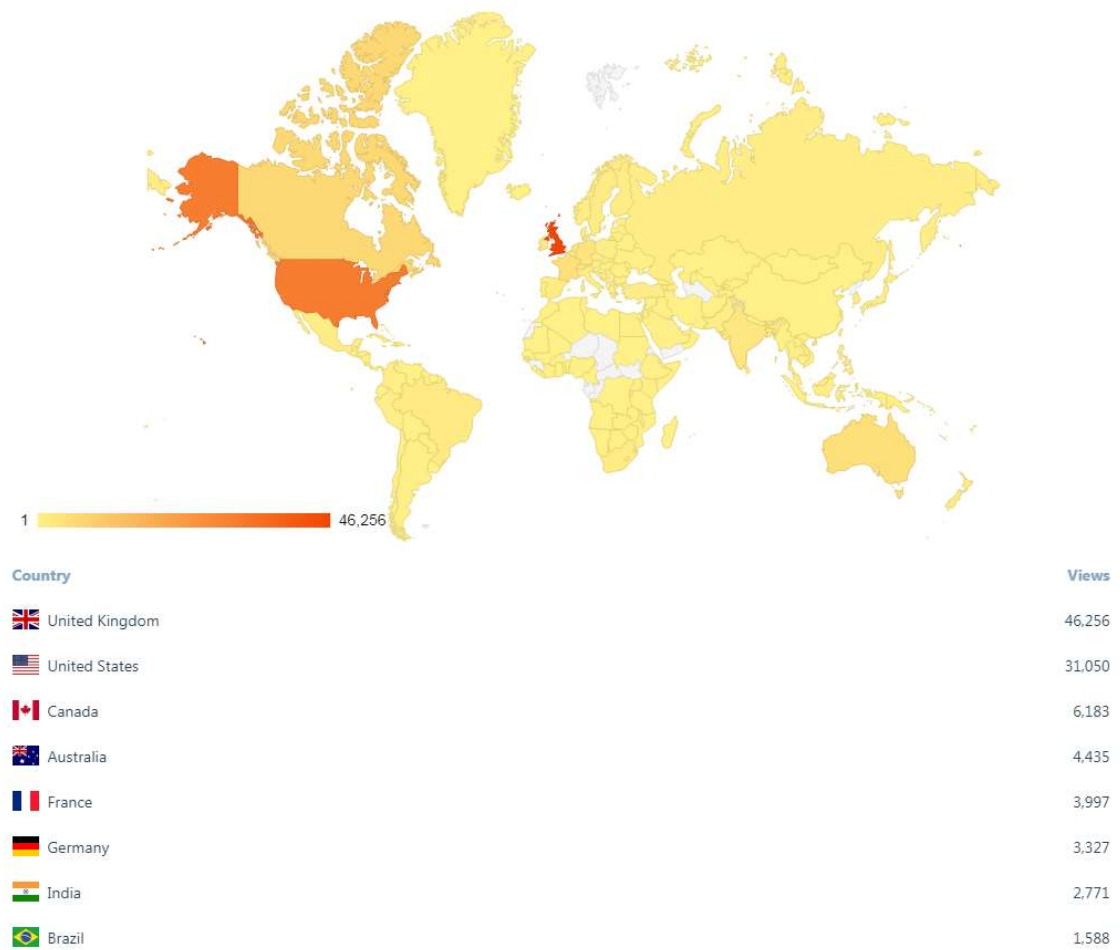 1 46,256
Country Views
United Kingdom 46,256
United States 31,050
Canada 6,183
Australia 4,435
France 3,997
Germany 3,327
India 2,771
Brazil 1,588